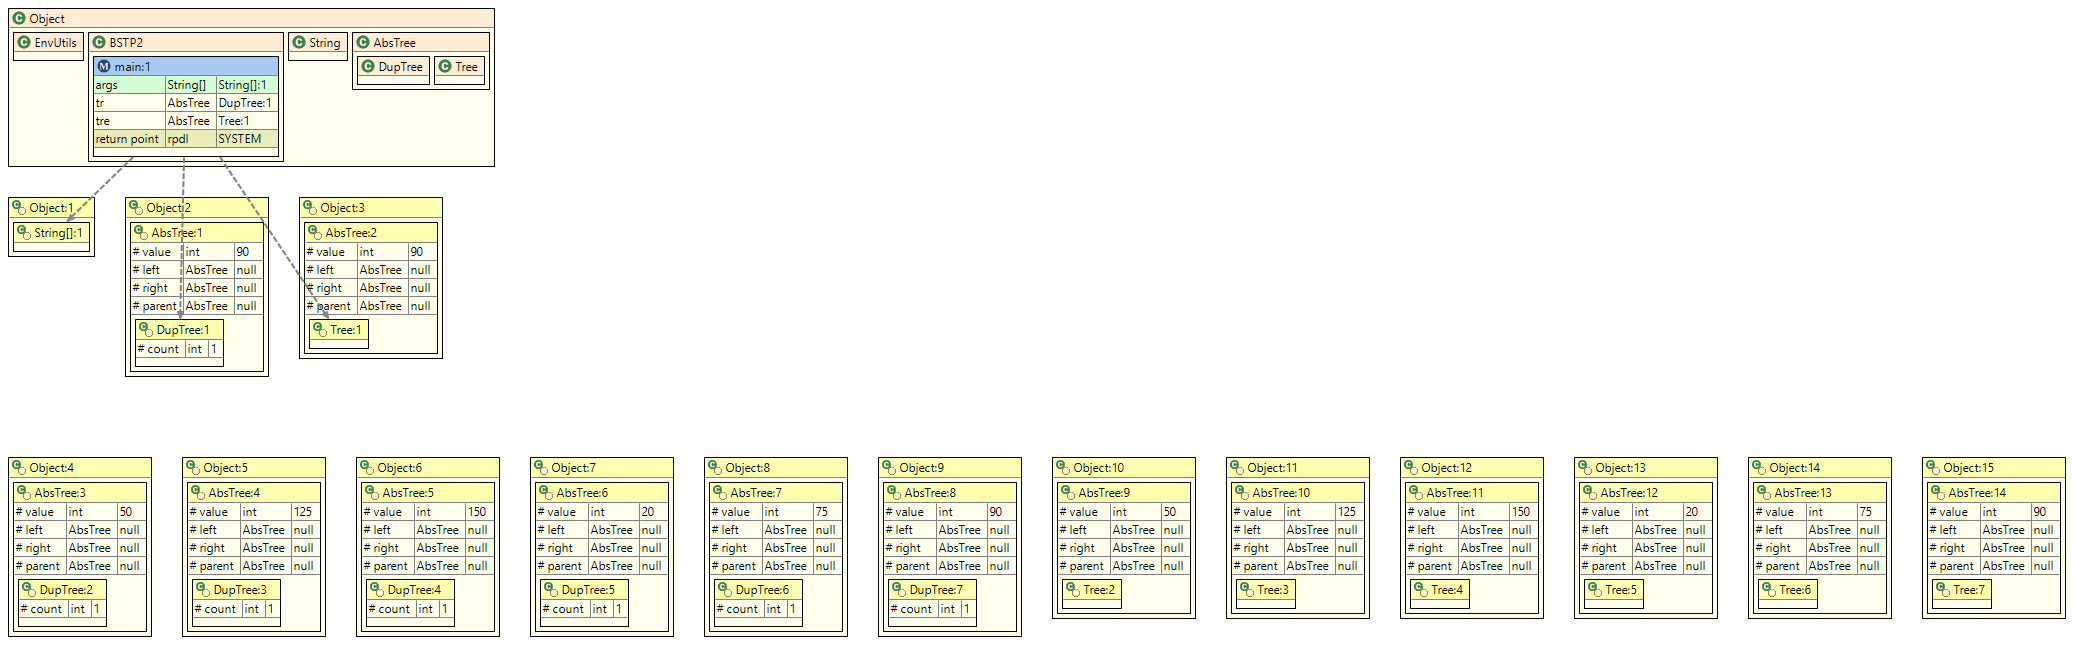 Object
EnvUtils BSTP2 String AbsTree
main:1 DupTree Tree
args String[] String[]:1
tr AbsTree DupTree:1
tre AbsTree Tree:1
return point rpdl SYSTEM
Object:1 Object:2 Object:3
String[]:1 AbsTree:1 AbsTree:2
# value int 90 # value int 90
# left AbsTree null # left AbsTree null
# right AbsTree null # right AbsTree null
# parent AbsTree null # parent AbsTree null
DupTree:1 Tree:1
# count int 1
Object:4 Object:5 Object:6 Object:7 Object:8 Object:9 Object:10 Object:11 Object:12 Object:13 Object:14 Object:15
AbsTree:3 AbsTree:4 AbsTree:5 AbsTree:6 AbsTree:7 AbsTree:8 AbsTree:9 AbsTree:10 AbsTree:11 AbsTree:12 AbsTree:13 AbsTree:14
# value int 50 # value int 125 # value int 150 # value int 20 # value int 75 # value int 90 # value int 50 # value int 125 # value int 150 # value int 20 # value int 75 # value int 90
# left AbsTree null # left AbsTree null # left AbsTree null # left AbsTree null # left AbsTree null # left AbsTree null # left AbsTree null # left AbsTree null # left AbsTree null # left AbsTree null # left AbsTree null # left AbsTree null
# right AbsTree null # right AbsTree null # right AbsTree null # right AbsTree null # right AbsTree null # right AbsTree null # right AbsTree null # right AbsTree null # right AbsTree null # right AbsTree null # right AbsTree null # right AbsTree null
# parent AbsTree null # parent AbsTree null # parent AbsTree null # parent AbsTree null # parent AbsTree null # parent AbsTree null # parent AbsTree null # parent AbsTree null # parent AbsTree null # parent AbsTree null # parent AbsTree null # parent AbsTree null
DupTree:2 DupTree:3 DupTree:4 DupTree:5 DupTree:6 DupTree:7 Tree:2 Tree:3 Tree:4 Tree:5 Tree:6 Tree:7
# count int 1 # count int 1 # count int 1 # count int 1 # count int 1 # count int 1